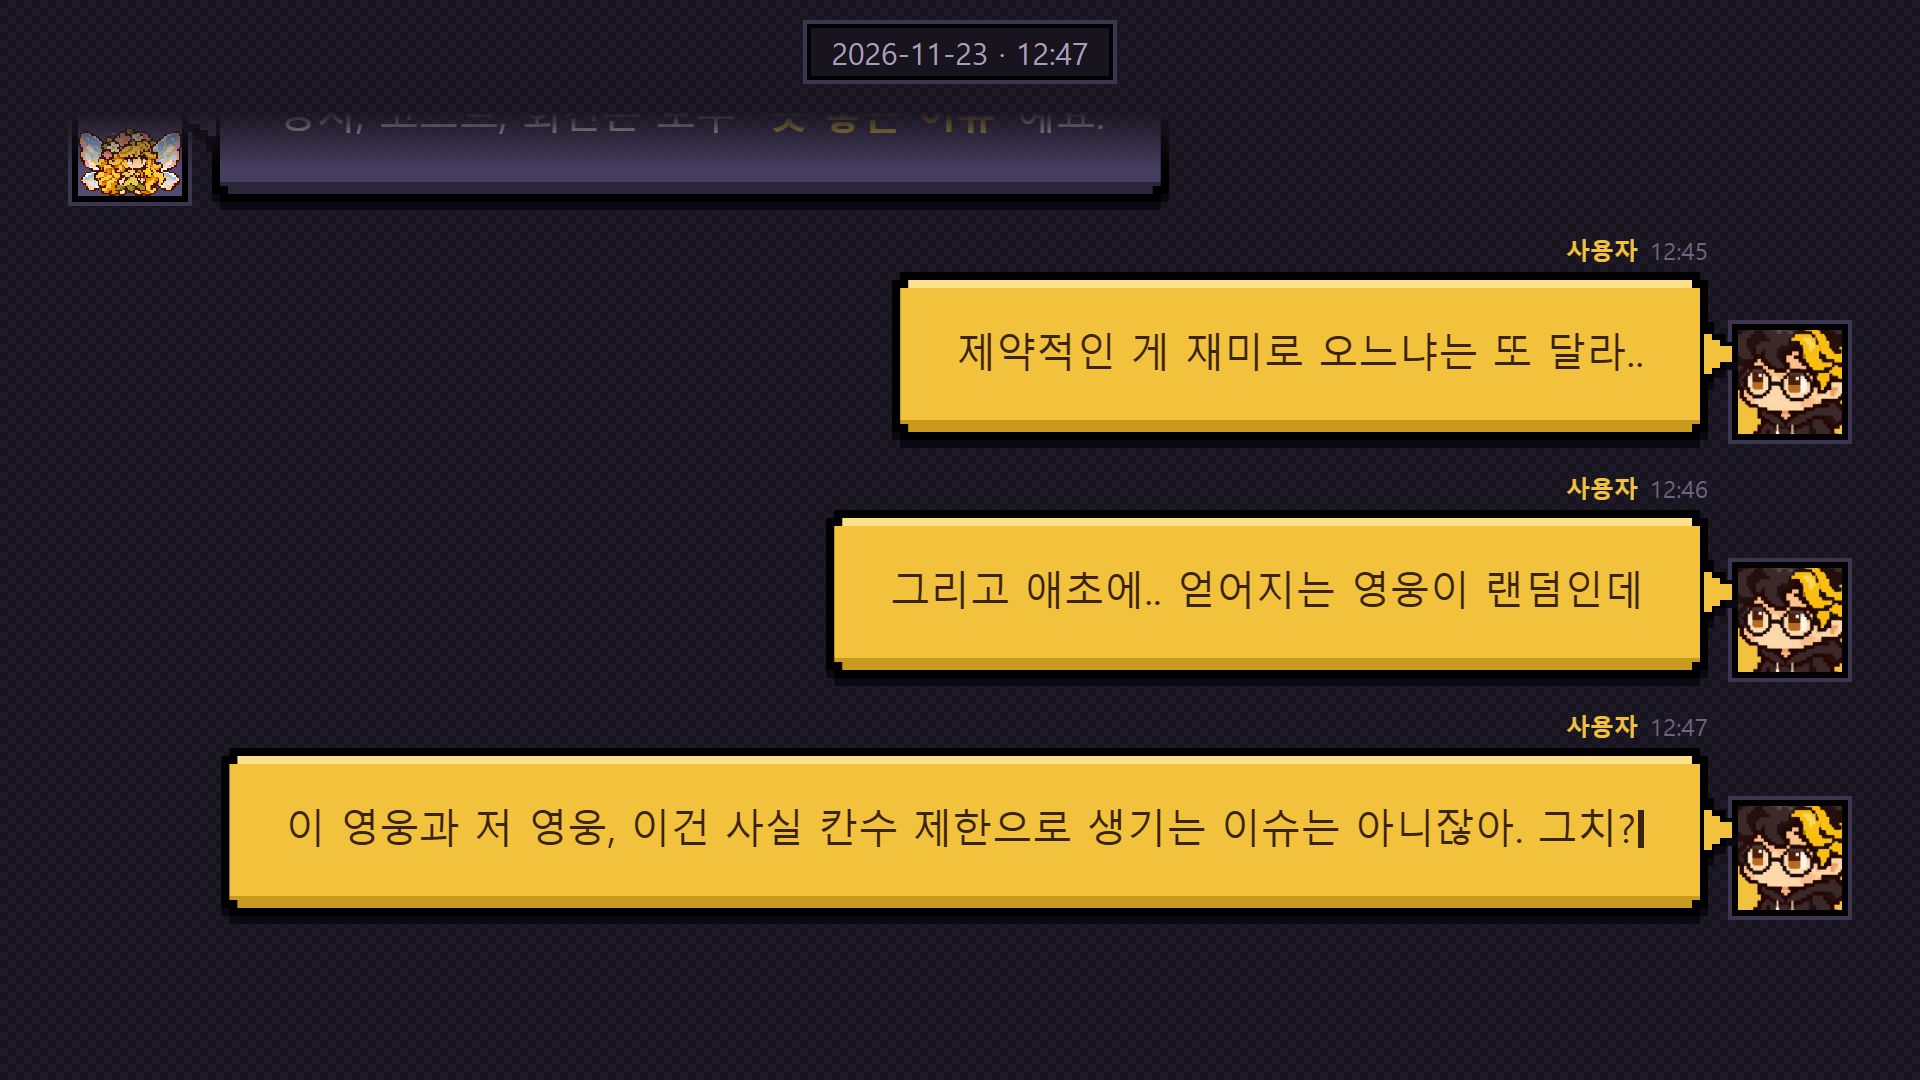 2026-11-23 · 12:47
사용자 12:45
제약적인 게 재미로 오느냐는 또 달라..
사용자 12:46
그리고 애초에.. 얻어지는 영웅이 랜덤인데
사용자 12:47
이 영웅과 저 영웅, 이건 사실 칸수 제한으로 생기는 이슈는 아니잖아. 그치?